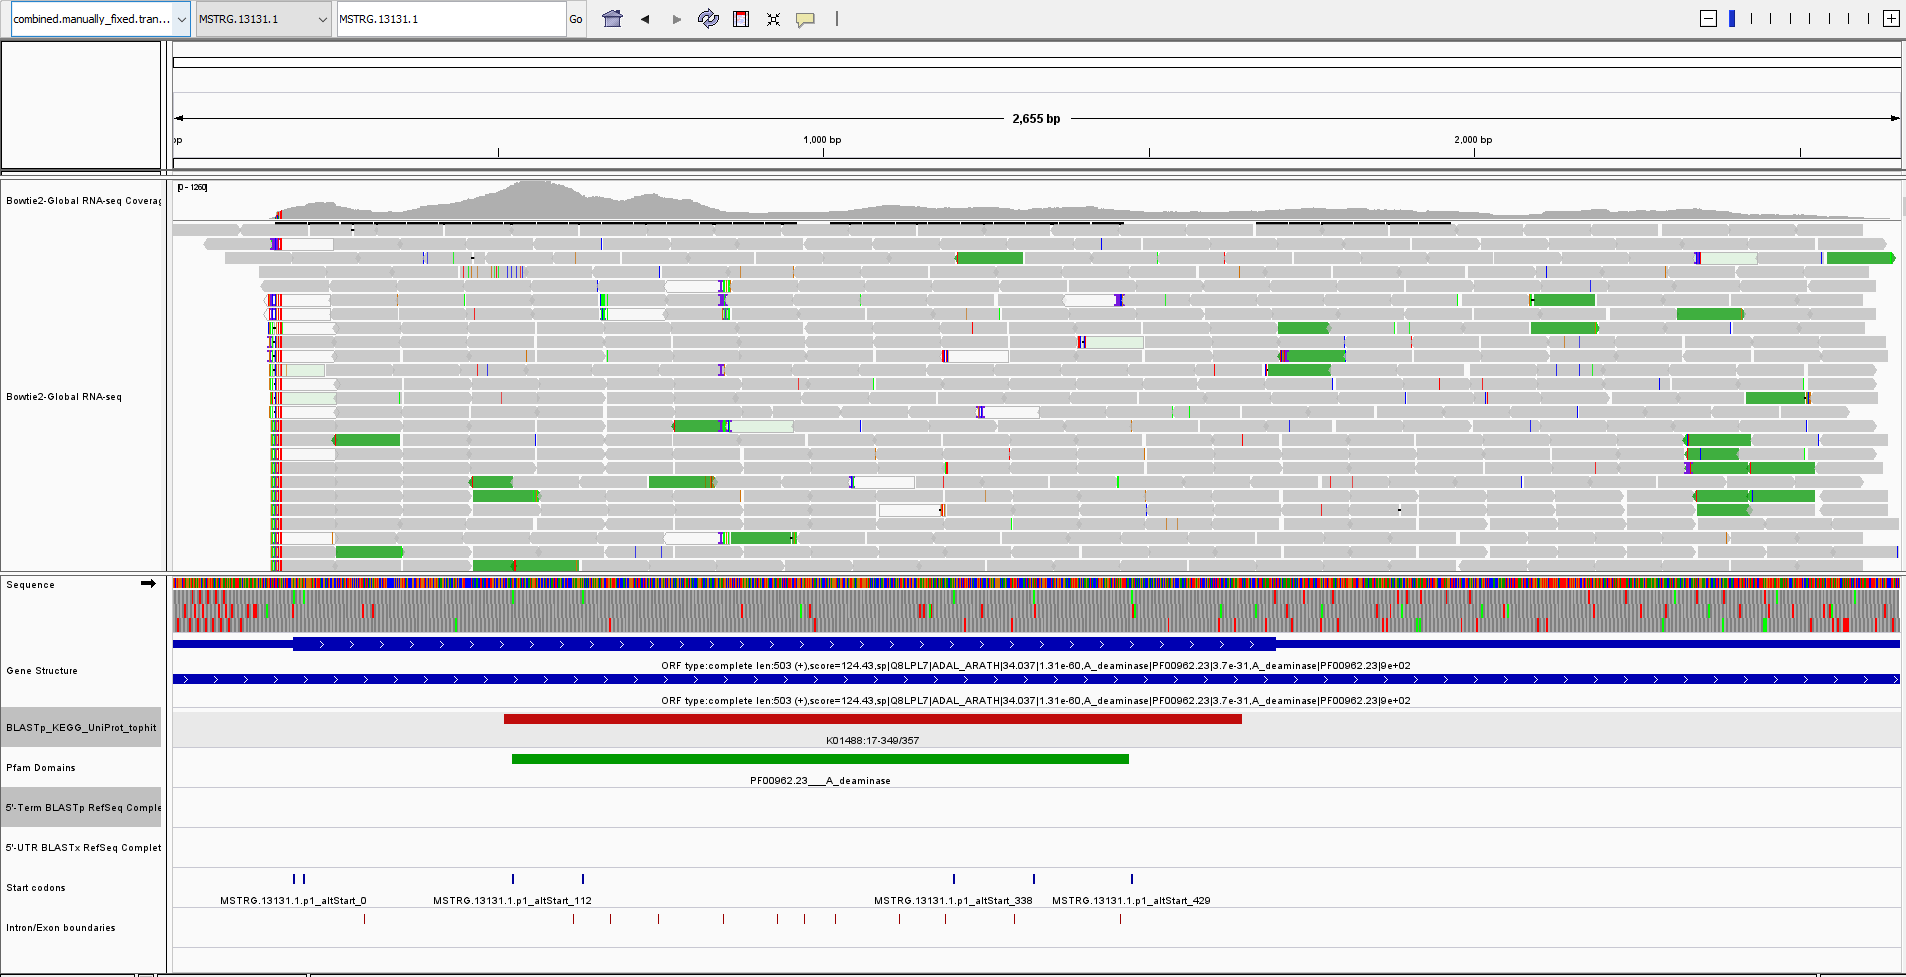 combined.manually_fixed.tran...
MSTRG.13131.1
MSTRG.13131.1
Go
2,655 bp
bp
1,000 bp
2,000 bp
[0 - 1260]
Bowtie2-Global RNA-seq Coverag
Bowtie2-Global RNA-seq
Sequence
Gene Structure
ORF type:complete len:503 (+),score=124.43,sp|Q8LPL7|ADAL_ARATH|34.037|1.31e-60,A_deaminase|PF00962.23|3.7e-31,A_deaminase|PF00962.23|9e+02
ORF type:complete len:503 (+),score=124.43,sp|Q8LPL7|ADAL_ARATH|34.037|1.31e-60,A_deaminase|PF00962.23|3.7e-31,A_deaminase|PF00962.23|9e+02
BLASTp_KEGG_UniProt_tophit
K01488:17-349/357
Pfam Domains
PF00962.23___A_deaminase
5'-Term BLASTp RefSeq Comple
5'-UTR BLASTx RefSeq Complet
Start codons
MSTRG.13131.1.p1_altStart_0
MSTRG.13131.1.p1_altStart_112
MSTRG.13131.1.p1_altStart_338
MSTRG.13131.1.p1_altStart_429
Intron/Exon boundaries